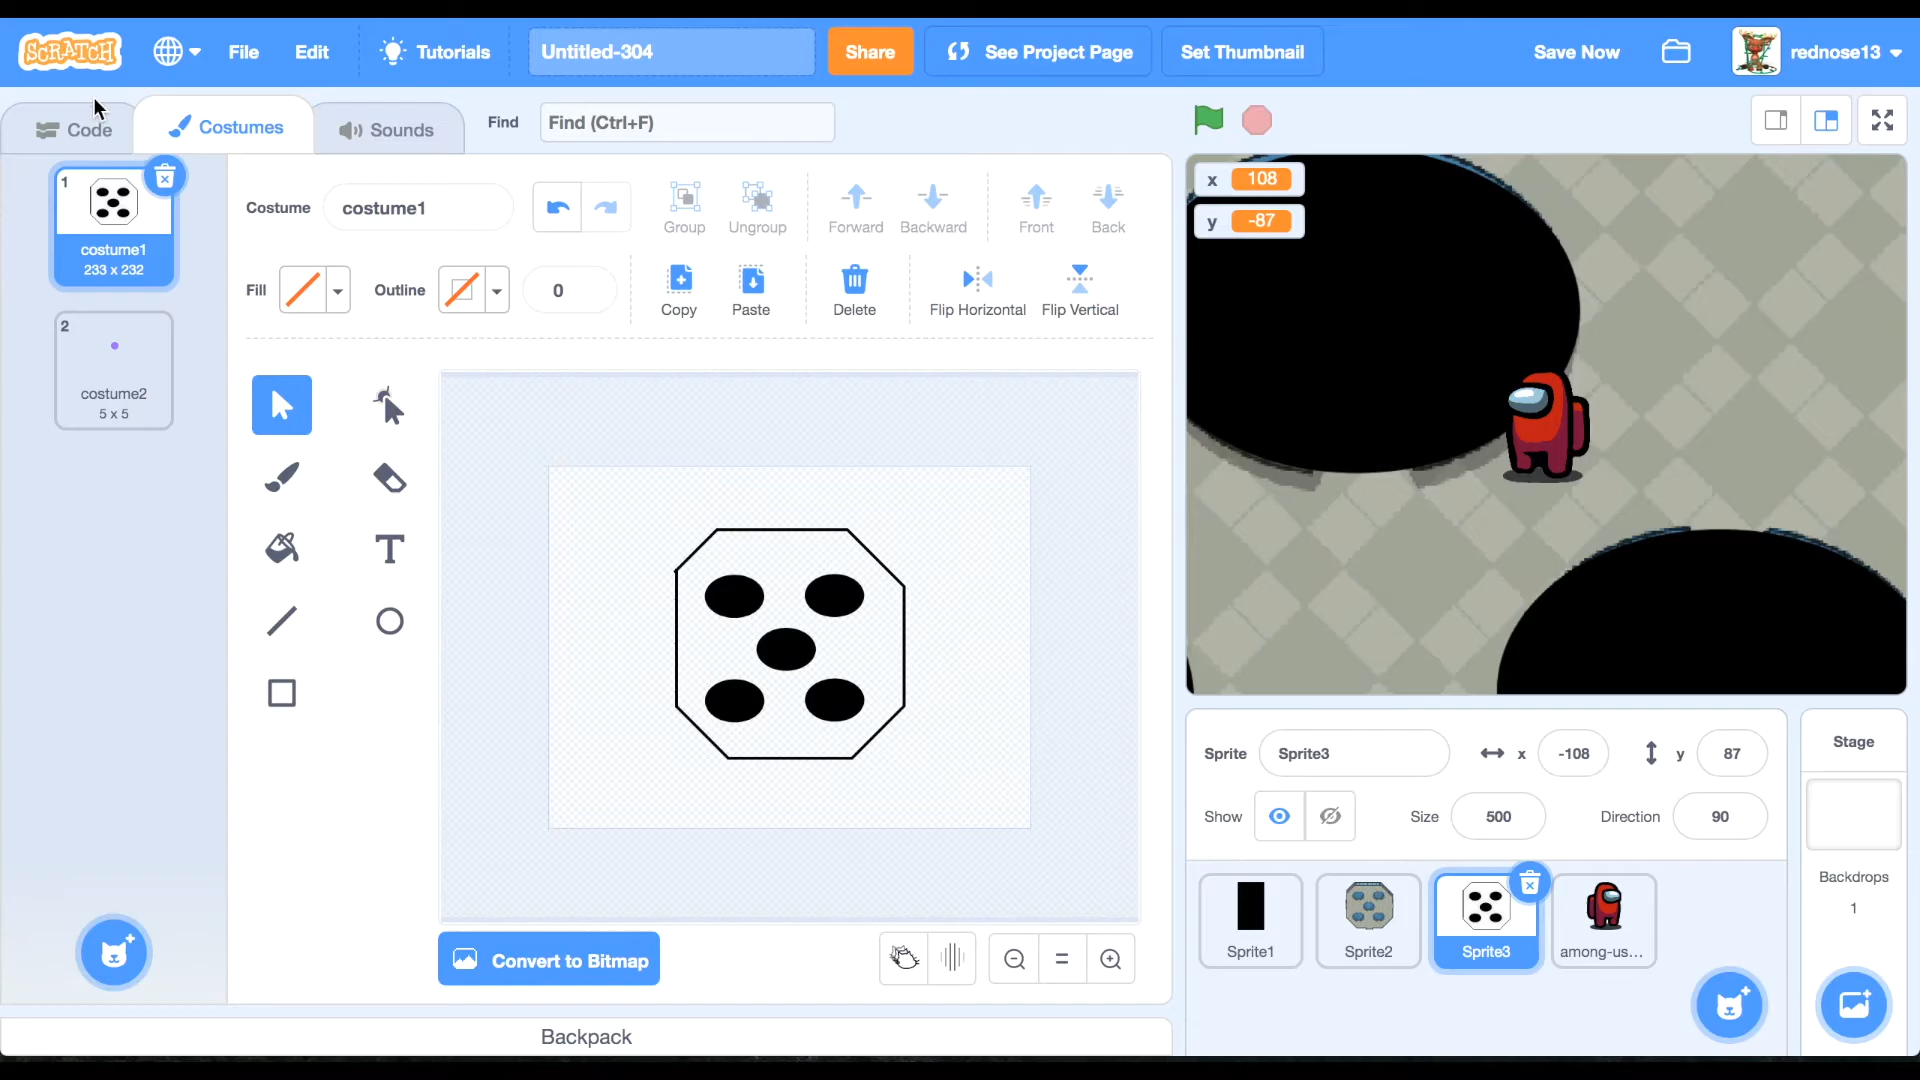 SCRATCH File Edit Tutorials Untitled-304 Share See Project Page Set Thumbnail Save Now rednose13
Code Costumes Sounds Find Find (Ctrl+F)
1
costume1
233 x 232
2
costume2
5 x 5
Costume costume1 Group Ungroup Forward Backward Front Back
Fill Outline 0 Copy Paste Delete Flip Horizontal Flip Vertical
T
Convert to Bitmap
Backpack
x 108
y -87
Sprite Sprite3 x -108 y 87
Show Size 500 Direction 90
Sprite1 Sprite2 Sprite3 among-us...
Stage
Backdrops
1